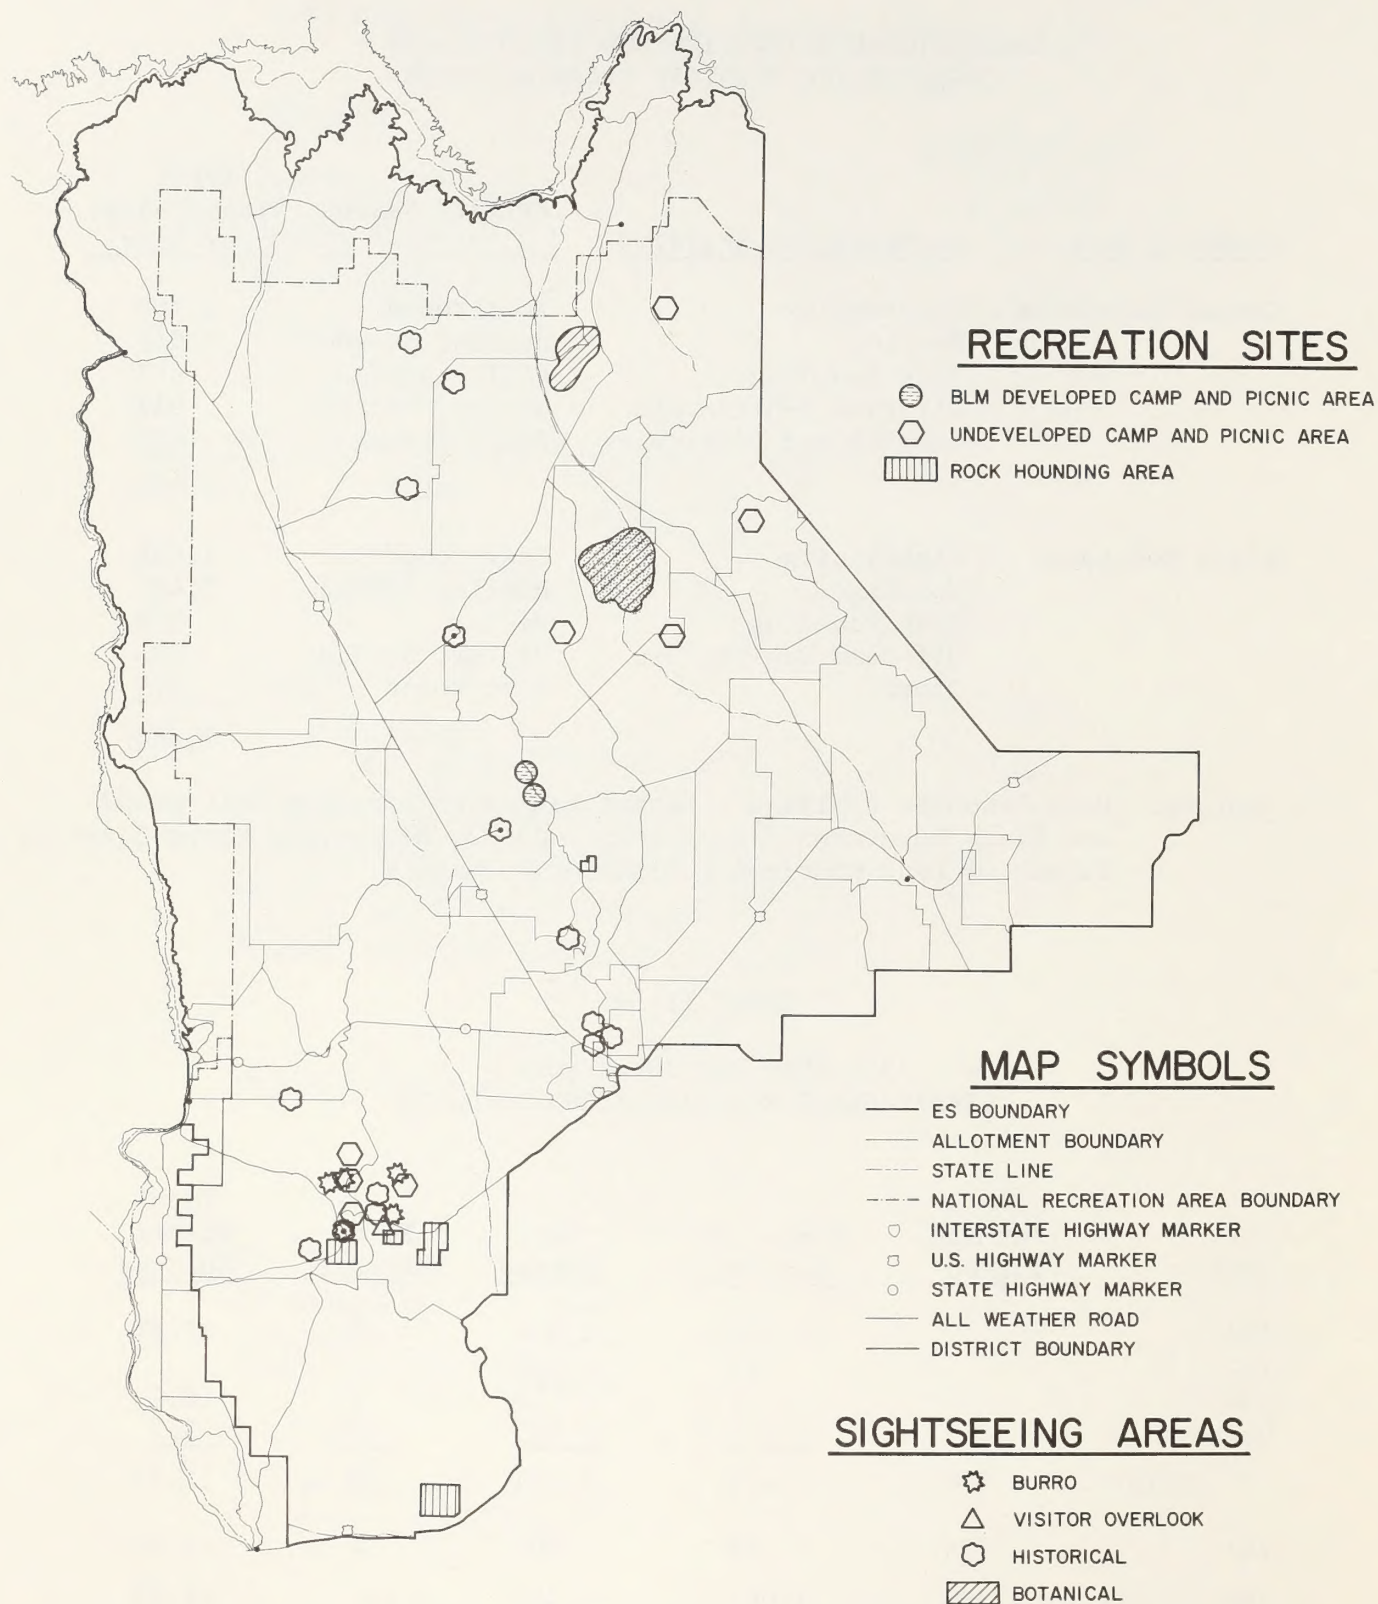 RECREATION SITES
BLM DEVELOPED CAMP AND PICNIC AREA
UNDEVELOPED CAMP AND PICNIC AREA
ROCK HOUNDING AREA
MAP SYMBOLS
ES BOUNDARY
ALLOTMENT BOUNDARY
STATE LINE
NATIONAL RECREATION AREA BOUNDARY
INTERSTATE HIGHWAY MARKER
U.S. HIGHWAY MARKER
STATE HIGHWAY MARKER
ALL WEATHER ROAD
DISTRICT BOUNDARY
SIGHTSEEING AREAS
BURRO
VISITOR OVERLOOK
HISTORICAL
BOTANICAL